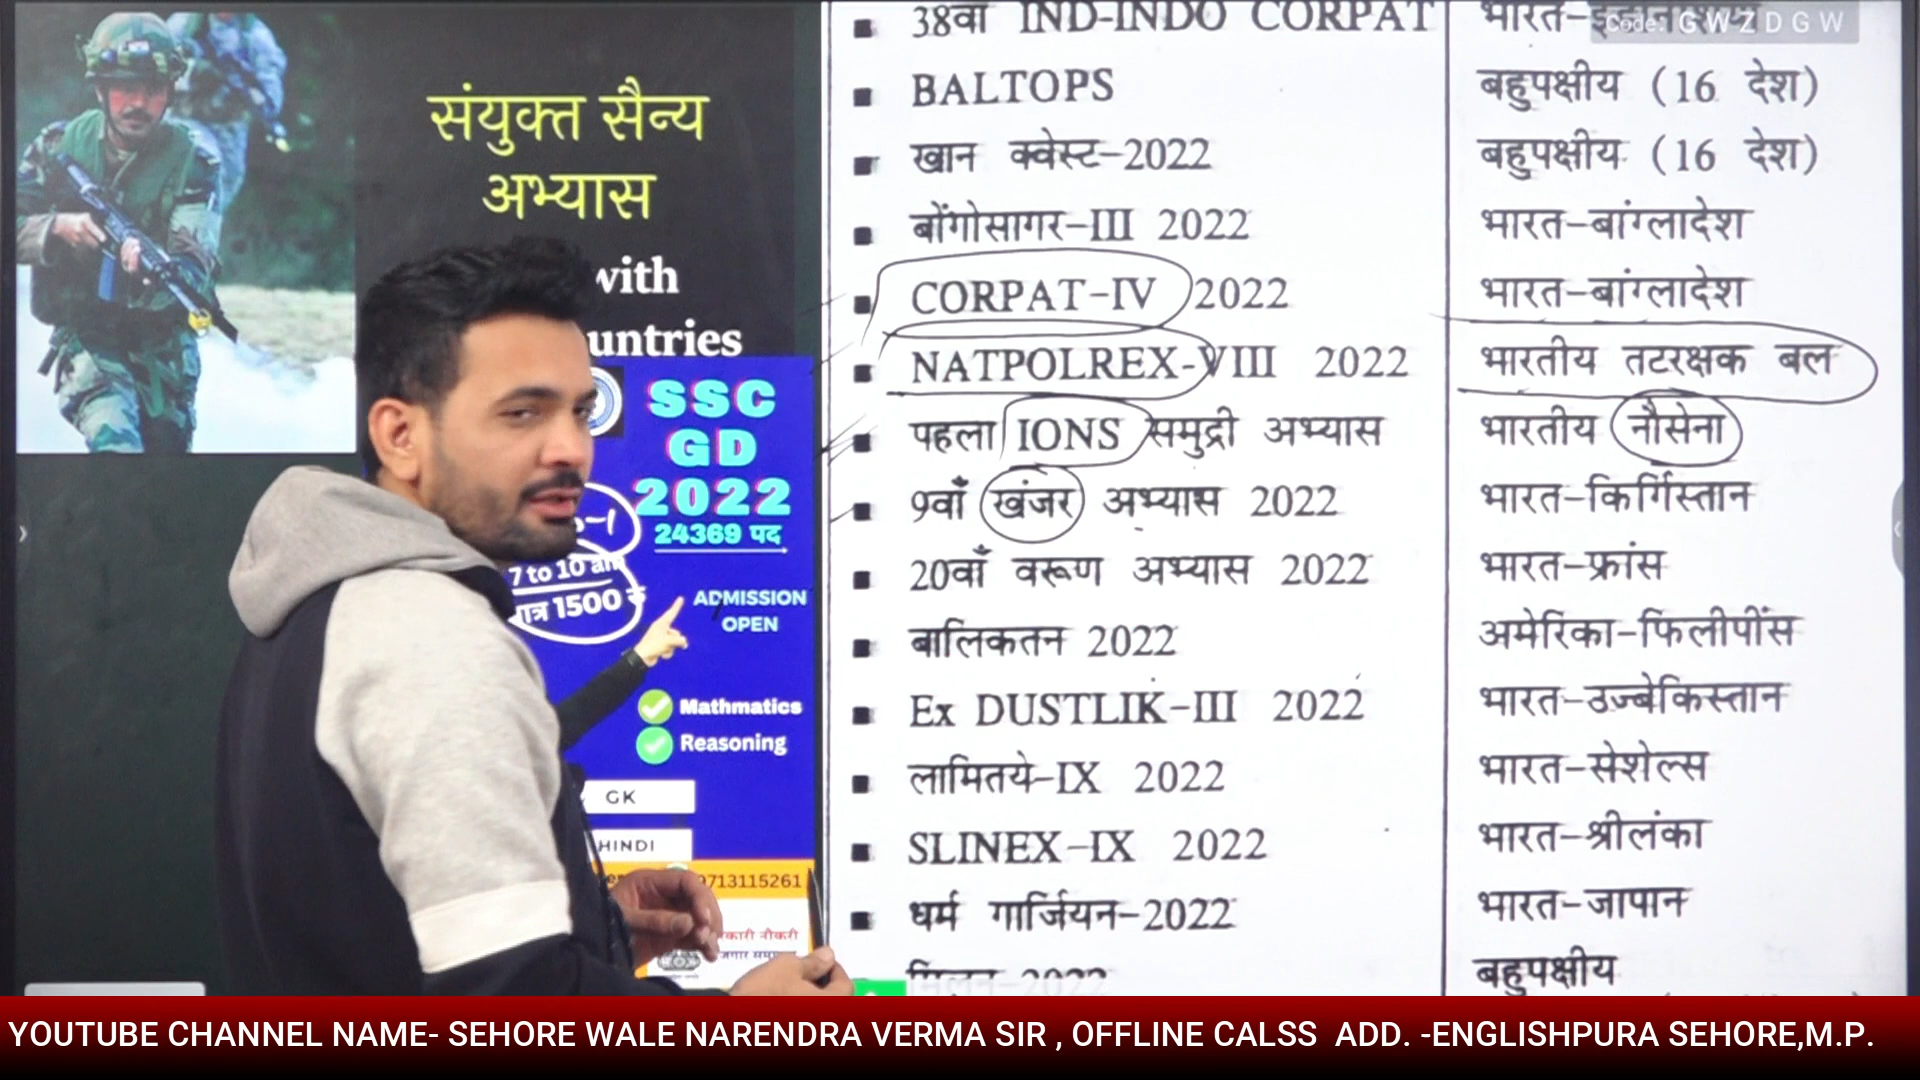 संयुक्त सैन्य
अभ्यास
with
untries
SSC
GD
2022
24369 पद
7 to 10 am
मात्र 1500 रु
ADMISSION
OPEN
Mathmatics
Reasoning
GK
HINDI
9713115261
Code: G W Z D G W
38वां IND-INDO CORPAT
BALTOPS बहुपक्षीय (16 देश)
खान क्वेस्ट-2022 बहुपक्षीय (16 देश)
बोंगोसागर-III 2022 भारत-बांग्लादेश
CORPAT-IV 2022 भारत-बांग्लादेश
NATPOLREX-VIII 2022 भारतीय तटरक्षक बल
पहला IONS समुद्री अभ्यास भारतीय नौसेना
9वाँ खंजर अभ्यास 2022 भारत-किर्गिस्तान
20वाँ वरूण अभ्यास 2022 भारत-फ्रांस
बालिकतन 2022 अमेरिका-फिलीपींस
Ex DUSTLIK-III 2022 भारत-उज्बेकिस्तान
लामितये-IX 2022 भारत-सेशेल्स
SLINEX-IX 2022 भारत-श्रीलंका
धर्म गार्जियन-2022 भारत-जापान
बहुपक्षीय
YOUTUBE CHANNEL NAME- SEHORE WALE NARENDRA VERMA SIR , OFFLINE CALSS ADD. -ENGLISHPURA SEHORE,M.P.